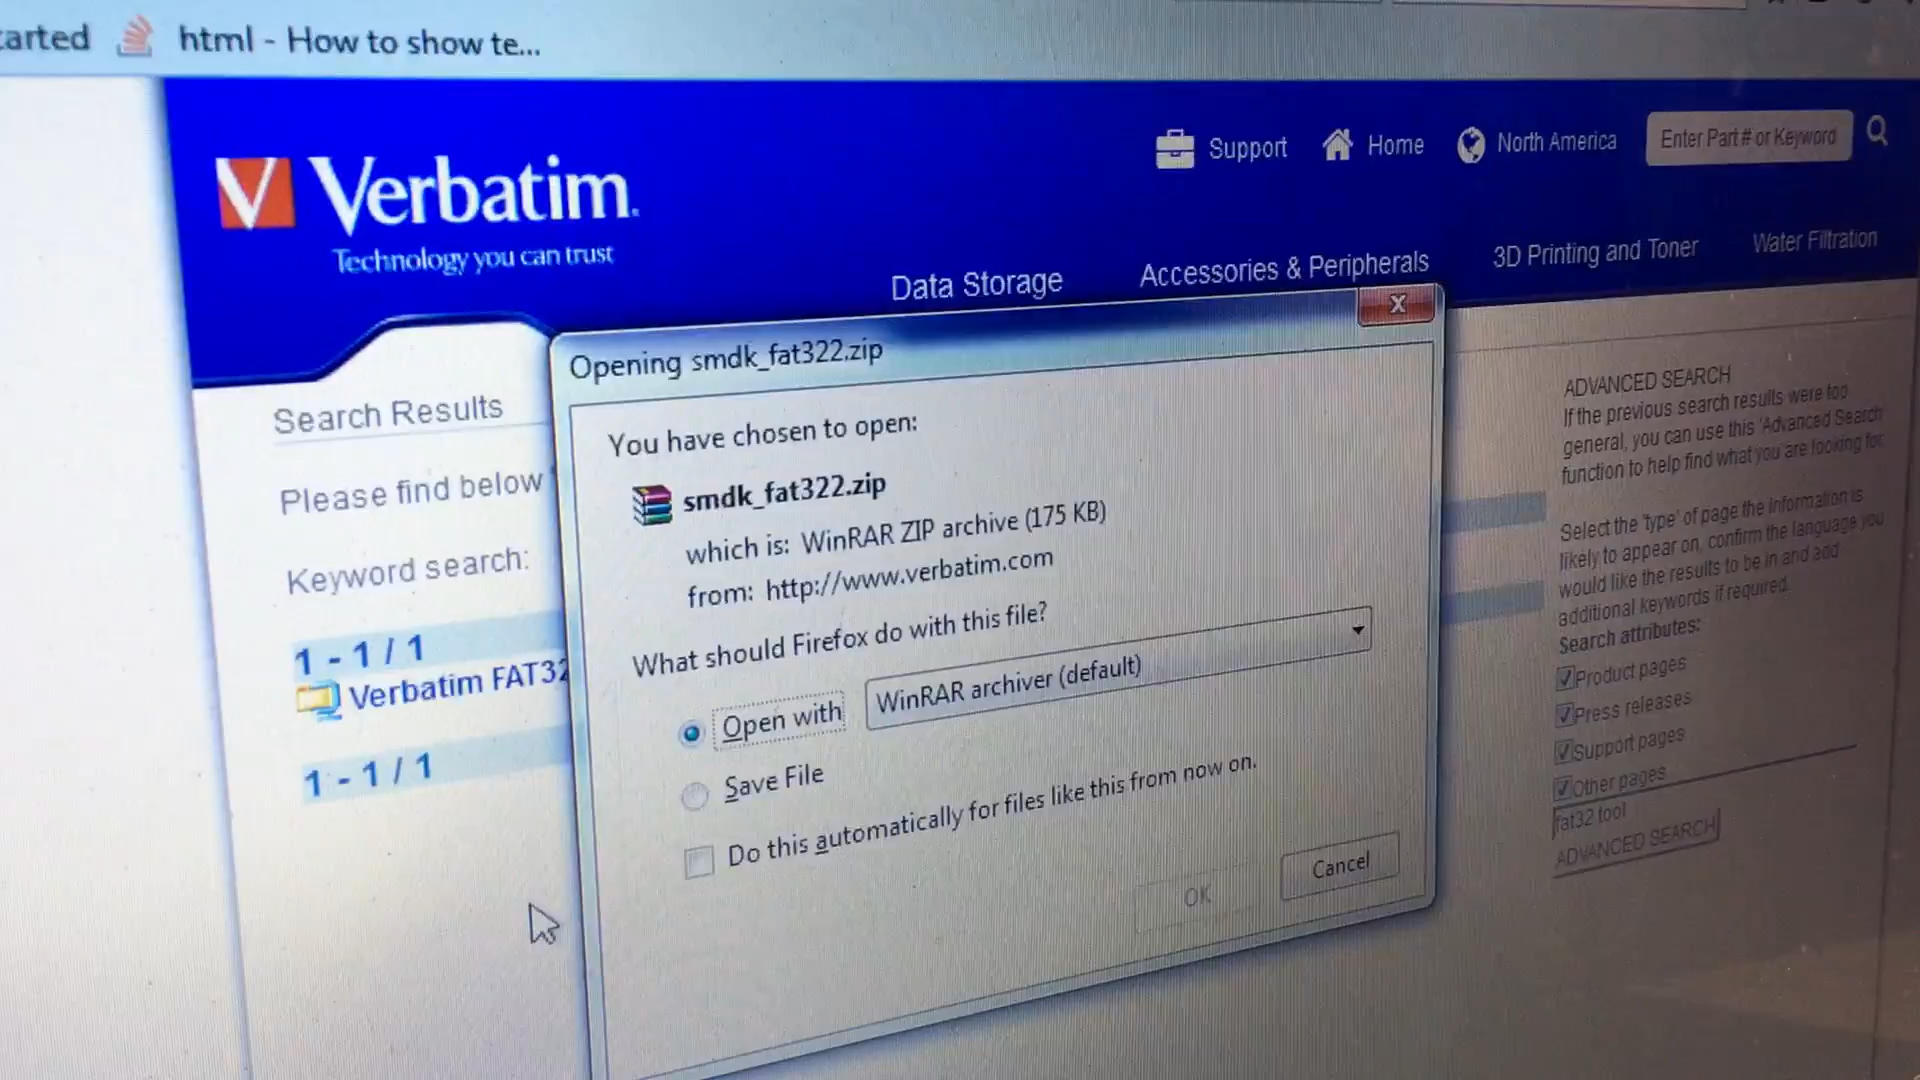 tarted
html - How to show te...
Verbatim.
Technology you can trust
Support
Home
North America
Enter Part # or Keyword
Data Storage
Accessories & Peripherals
3D Printing and Toner
Water Filtration
Search Results
Please find below
Keyword search:
1 - 1 / 1
Verbatim FAT32
1 - 1 / 1
Opening smdk_fat322.zip
x
You have chosen to open:
smdk_fat322.zip
which is: WinRAR ZIP archive (175 KB)
from: http://www.verbatim.com
What should Firefox do with this file?
Open with
WinRAR archiver (default)
Save File
Do this automatically for files like this from now on.
OK
Cancel
ADVANCED SEARCH
If the previous search results were too
general, you can use this 'Advanced Search'
function to help find what you are looking for.
Select the 'type' of page the information is
likely to appear on, confirm the language you
would like the results to be in and add
additional keywords if required.
Search attributes:
Product pages
Press releases
Support pages
Other pages
fat32 tool
ADVANCED SEARCH